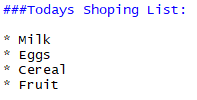 ###Todays Shoping List:
* Milk
* Eggs
* Cereal
* Fruit